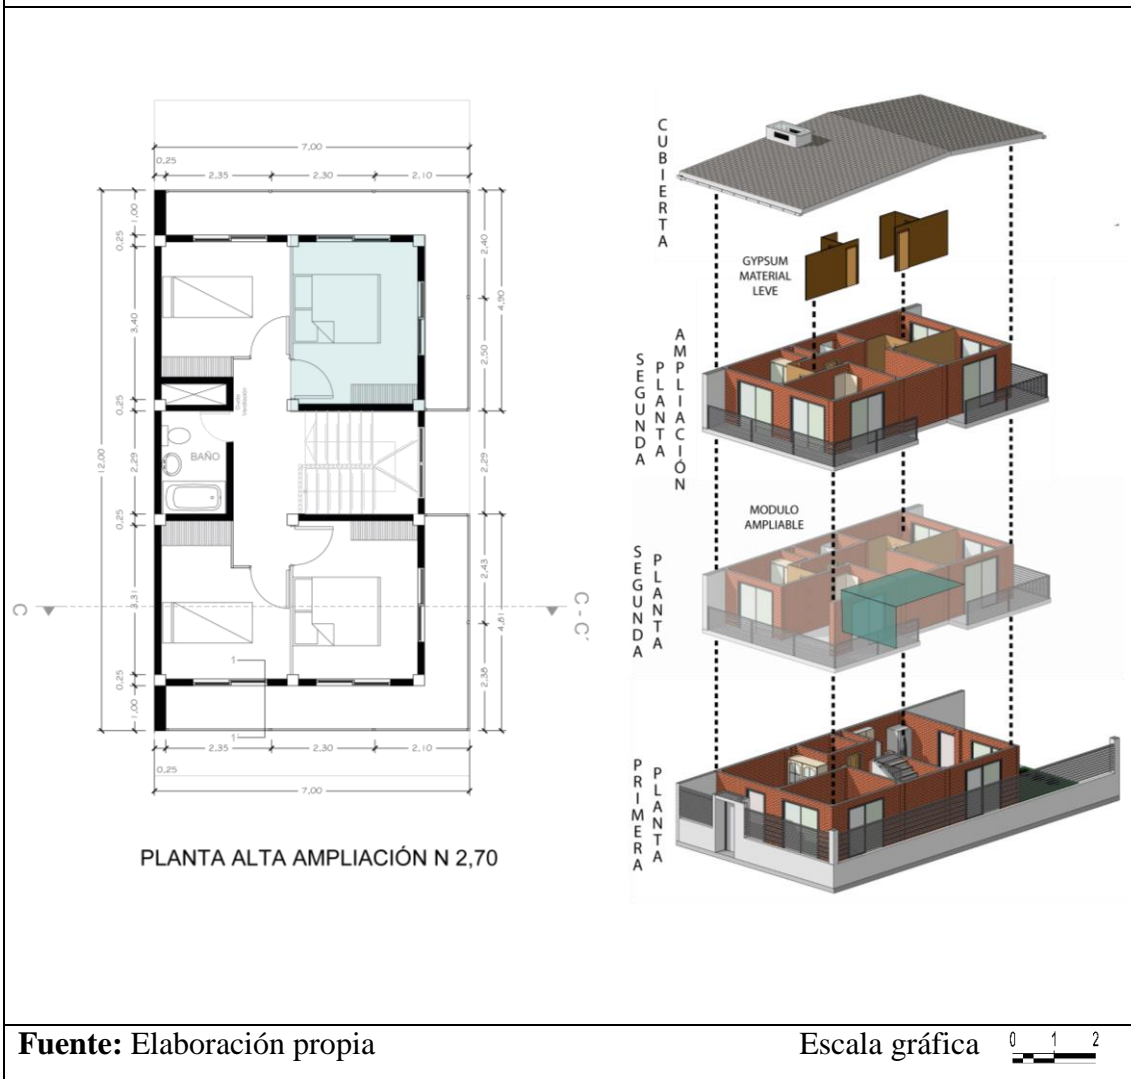 7,00
0,25
2,35
2,30
2,10
12,00
1,00
0,25
3,40
0,25
2,29
0,25
3,31
0,25
1,00
2,40
4,90
2,50
2,29
2,43
4,81
2,38
BAÑO
C
C - C'
1
1
2,35
2,30
2,10
0,25
7,00
PLANTA ALTA AMPLIACIÓN N 2,70
CUBIERTA
GYPSUM
MATERIAL
LEVE
SEGUNDA
PLANTA
AMPLIACIÓN
MODULO
AMPLIABLE
SEGUNDA
PLANTA
PRIMERA
PLANTA
Fuente: Elaboración propia
Escala gráfica 0 1 2